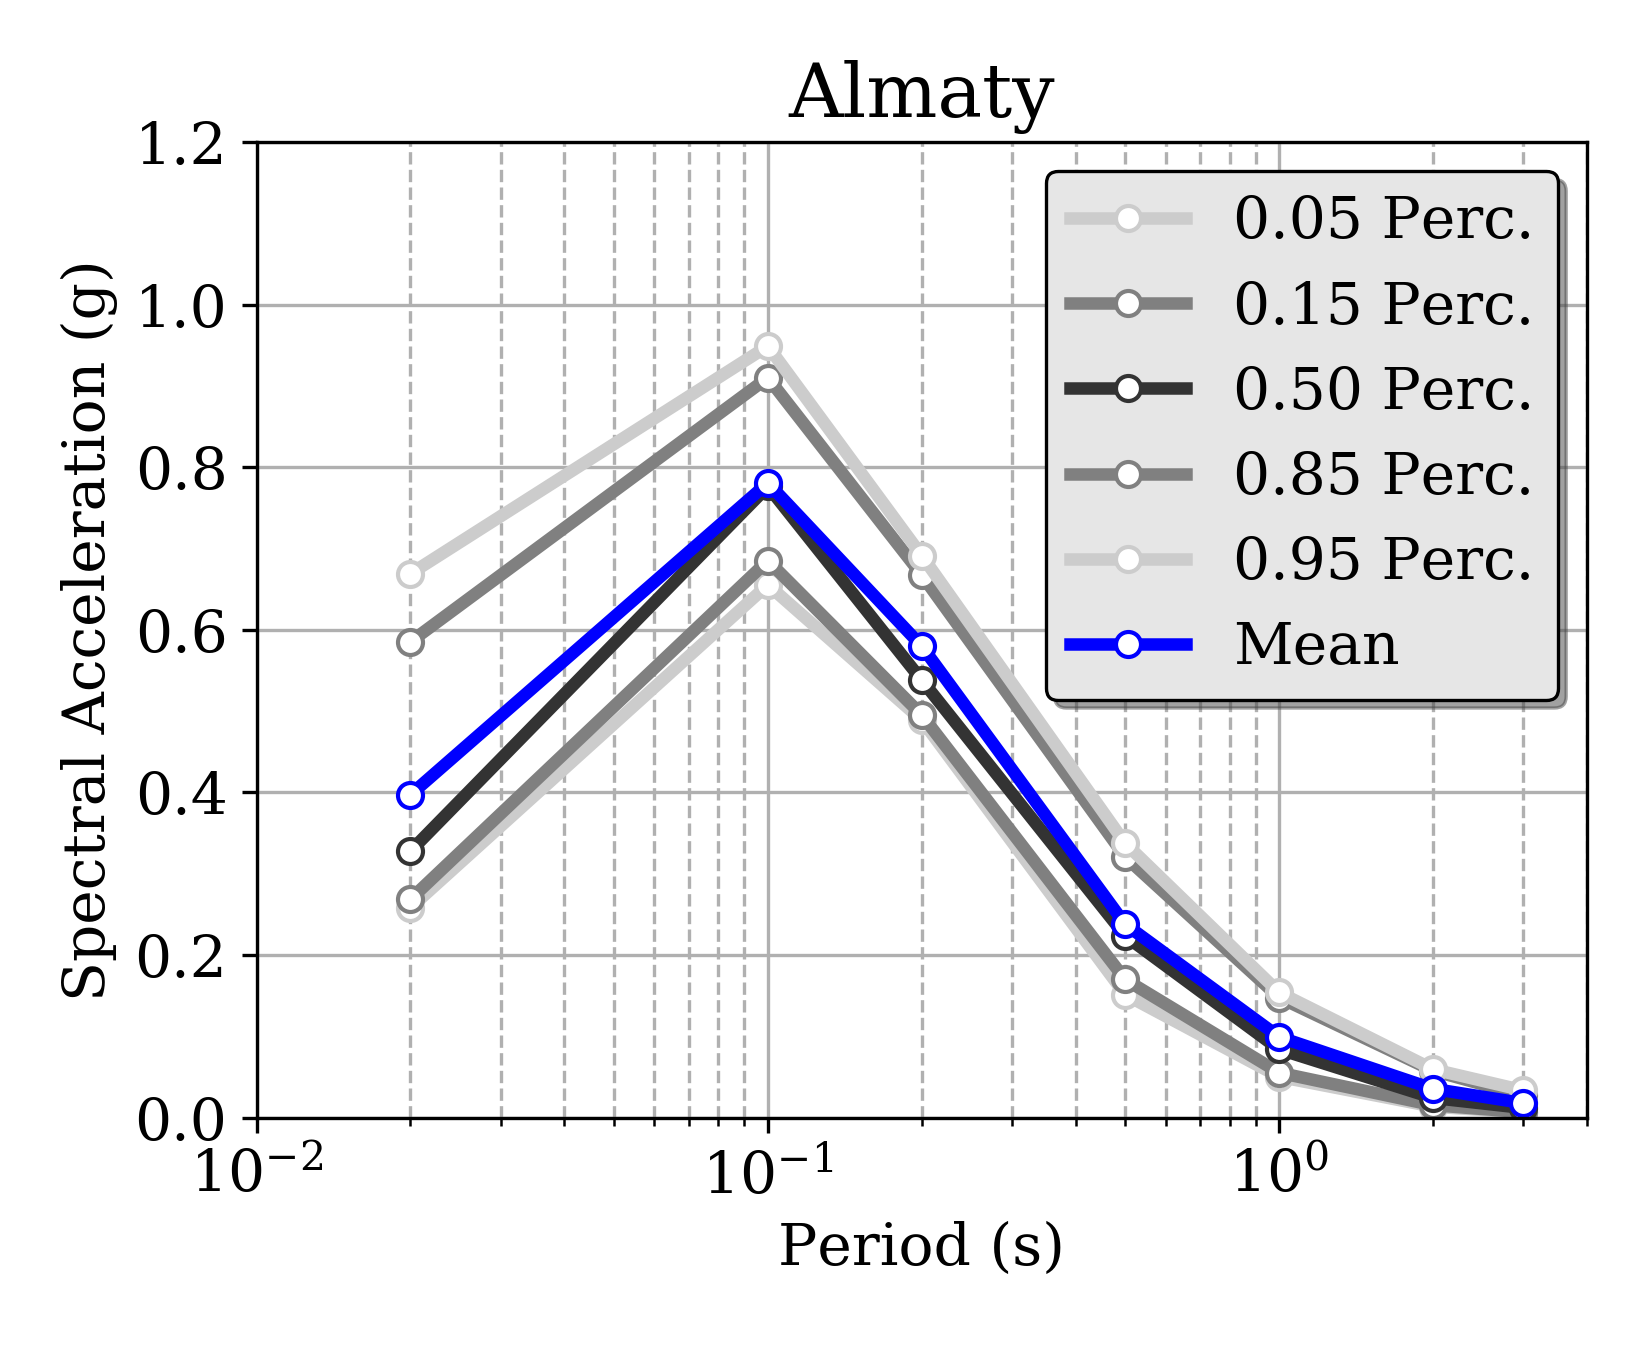 Almaty
Spectral Acceleration (g)
1.2
1.0
0.8
0.6
0.4
0.2
0.0
0.05 Perc.
0.15 Perc.
0.50 Perc.
0.85 Perc.
0.95 Perc.
Mean
10⁻² 10⁻¹ 10⁰
Period (s)